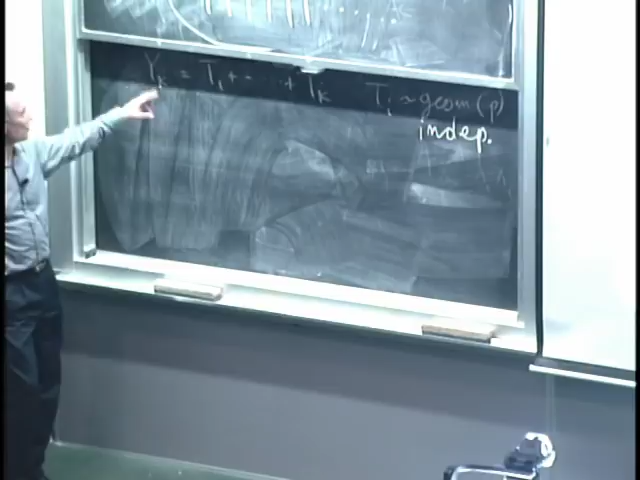 Y_k = T_1 + - - + T_k T_i ~ geom (p)
indep.